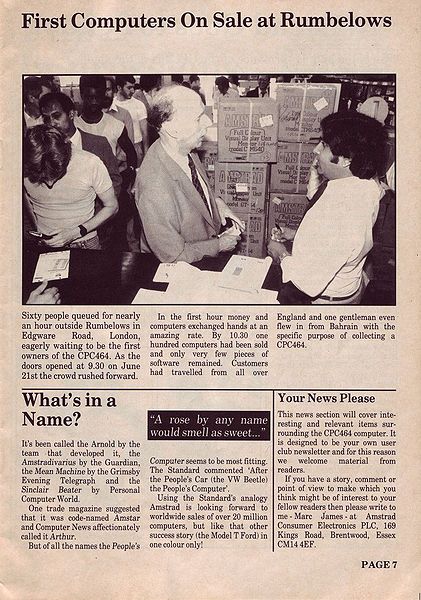 First Computers On Sale at Rumbelows
AMSTRAD
Full Colour
Visual Display Unit
model CTM640
AMSTRAD
Sixty people queued for nearly
an hour outside Rumbelows in
Edgware Road, London,
eagerly waiting to be the first
owners of the CPC464. As the
doors opened at 9.30 on June
21st the crowd rushed forward.
In the first hour money and
computers exchanged hands at an
amazing rate. By 10.30 one
hundred computers had been sold
and only very few pieces of
software remained. Customers
had travelled from all over
England and one gentleman even
flew in from Bahrain with the
specific purpose of collecting a
CPC464.
What's in a
Name?
It's been called the Arnold by the
team that developed it, the
Amstradivarius by the Guardian,
the Mean Machine by the Grimsby
Evening Telegraph and the
Sinclair Beater by Personal
Computer World.
One trade magazine suggested
that it was code-named Amstar
and Computer News affectionately
called it Arthur.
But of all the names the People's
"A rose by any name
would smell as sweet..."
Computer seems to be most fitting.
The Standard commented 'After
the People's Car (the VW Beetle)
the People's Computer'.
Using the Standard's analogy
Amstrad is looking forward to
worldwide sales of over 20 million
computers, but like that other
success story (the Model T Ford) in
one colour only!
Your News Please
This news section will cover inte-
resting and relevant items sur-
rounding the CPC464 computer. It
is designed to be your own user
club newsletter and for this reason
we welcome material from
readers.
If you have a story, comment or
point of view to make which you
think might be of interest to your
fellow readers then please write to
me - Marc James - at Amstrad
Consumer Electronics PLC, 169
Kings Road, Brentwood, Essex
CM14 4EF.
PAGE 7